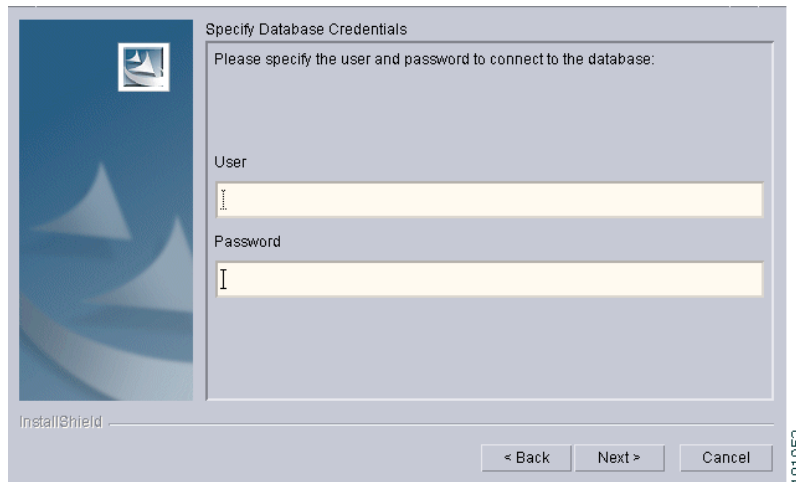 Specify Database Credentials
Please specify the user and password to connect to the database:
User
Password
InstallShield
< Back
Next >
Cancel